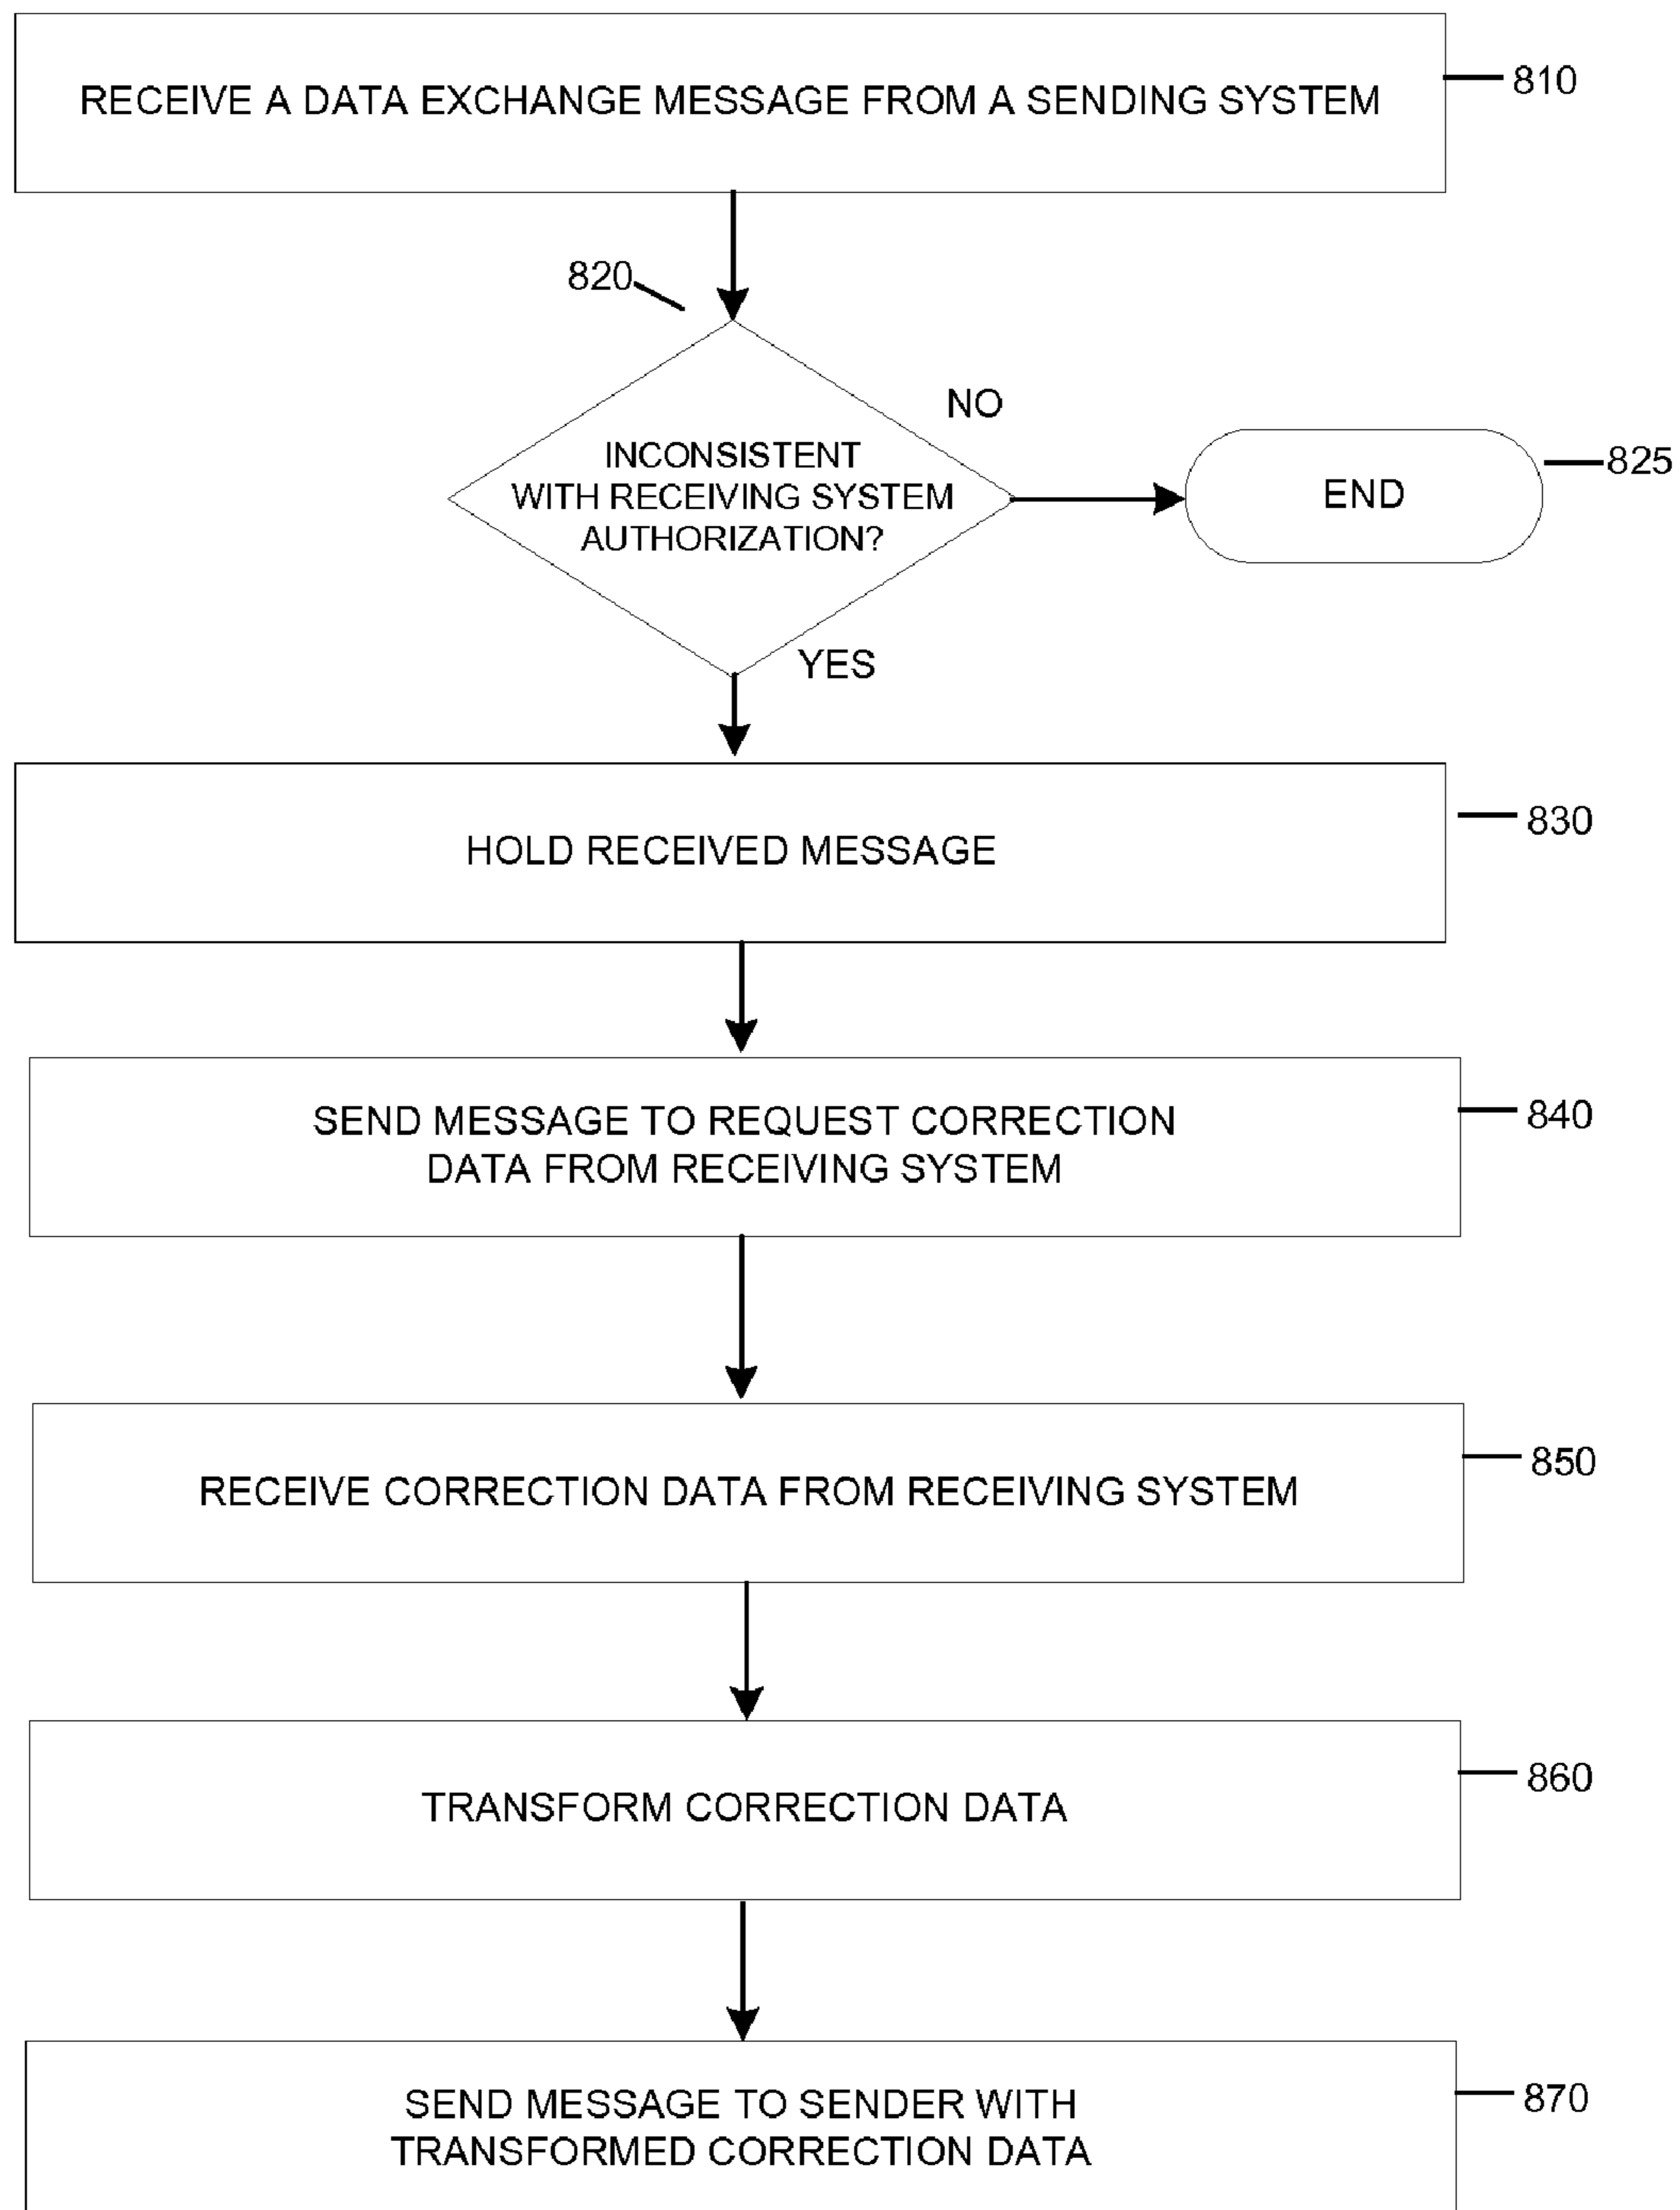 RECEIVE A DATA EXCHANGE MESSAGE FROM A SENDING SYSTEM
810
820
NO
INCONSISTENT
WITH RECEIVING SYSTEM
AUTHORIZATION?
END
825
YES
HOLD RECEIVED MESSAGE
830
SEND MESSAGE TO REQUEST CORRECTION
DATA FROM RECEIVING SYSTEM
840
RECEIVE CORRECTION DATA FROM RECEIVING SYSTEM
850
TRANSFORM CORRECTION DATA
860
SEND MESSAGE TO SENDER WITH
TRANSFORMED CORRECTION DATA
870